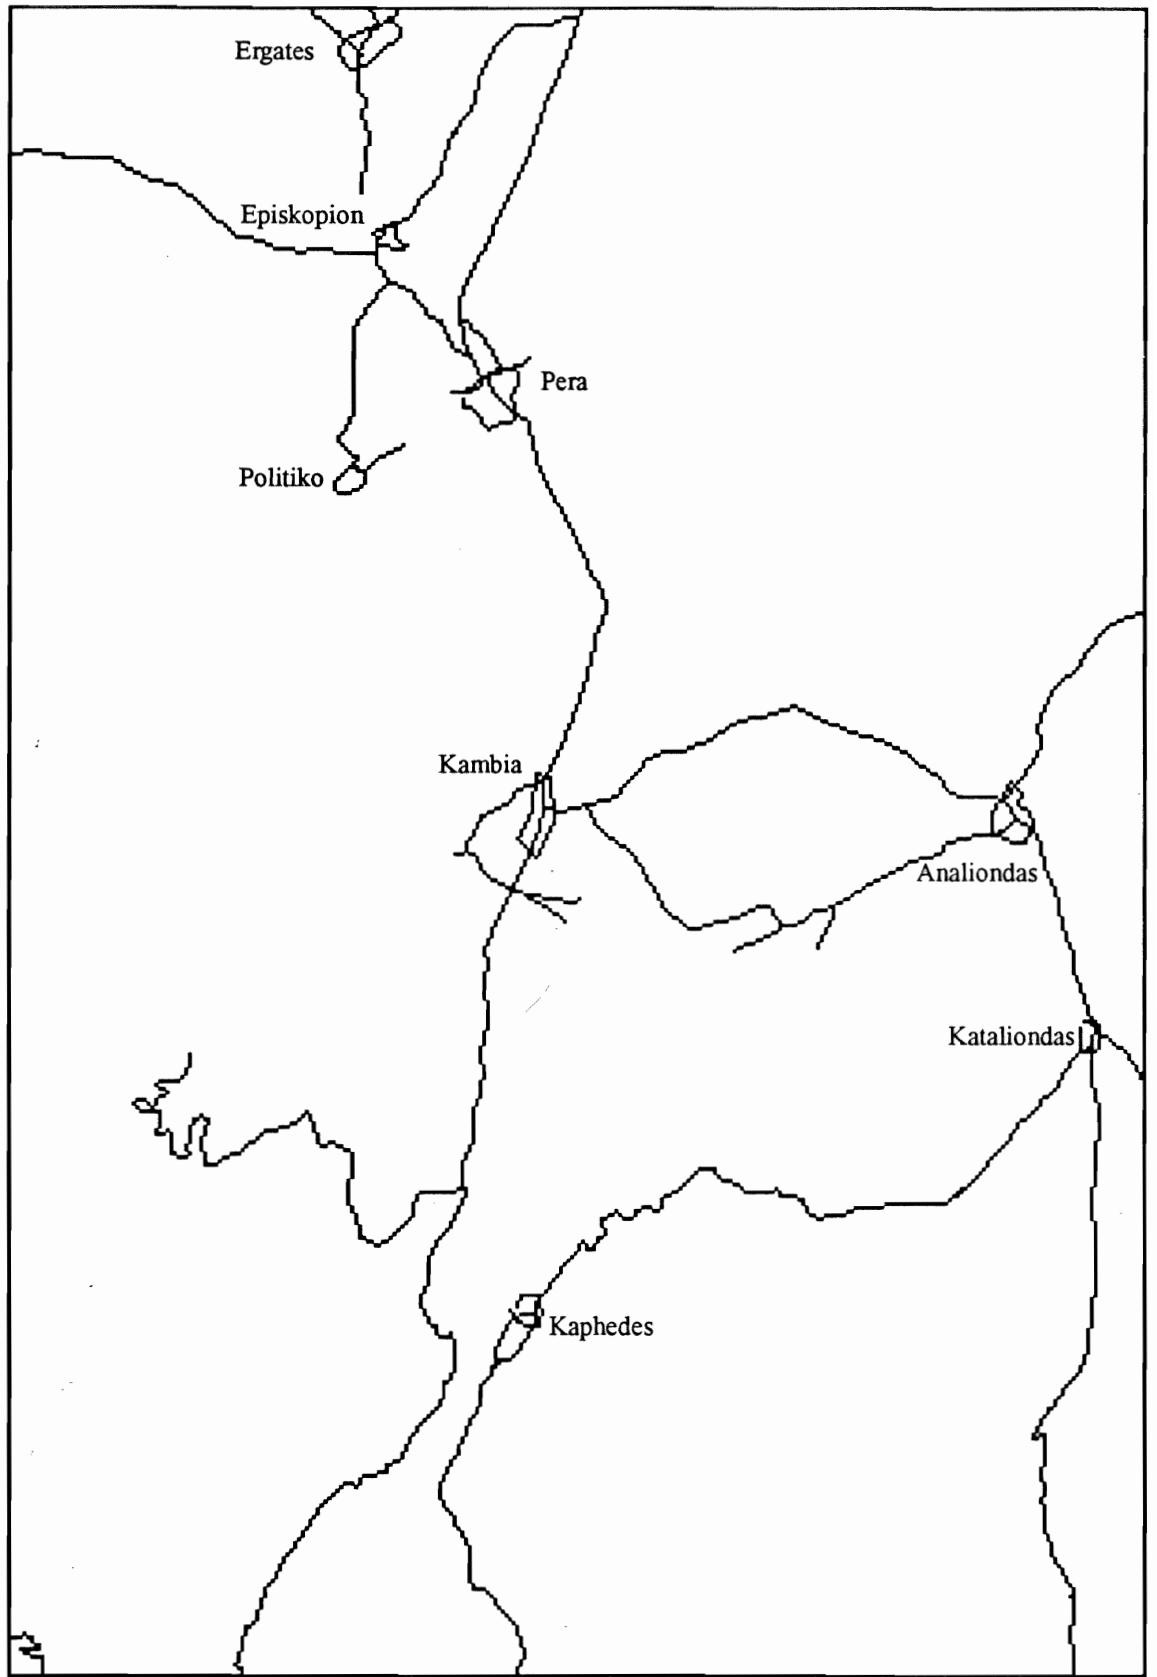 Ergates
Episkopion
Pera
Politiko
Kambia
Analiondas
Kataliondas
Kaphedes